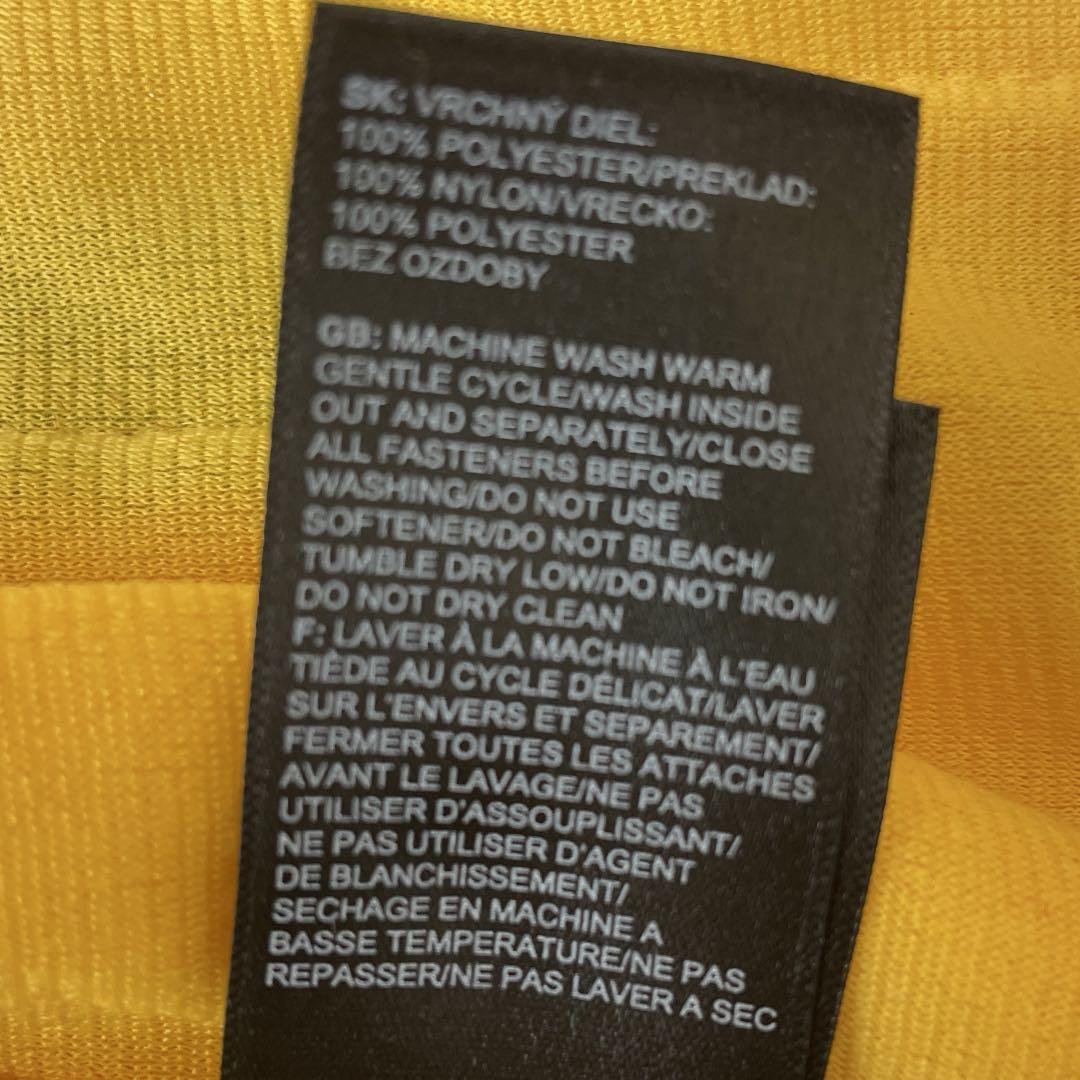 SK: VRCHNÝ DIEL:
100% POLYESTER/PREKLAD:
100% NYLON/VRECKO:
100% POLYESTER
BEZ OZDOBY
GB: MACHINE WASH WARM
GENTLE CYCLE/WASH INSIDE
OUT AND SEPARATELY/CLOSE
ALL FASTENERS BEFORE
WASHING/DO NOT USE
SOFTENER/DO NOT BLEACH/
TUMBLE DRY LOW/DO NOT IRON/
DO NOT DRY CLEAN
F: LAVER À LA MACHINE À L'EAU
TIÈDE AU CYCLE DÉLICAT/LAVER
SUR L'ENVERS ET SEPAREMENT/
FERMER TOUTES LES ATTACHES
AVANT LE LAVAGE/NE PAS
UTILISER D'ASSOUPLISSANT/
NE PAS UTILISER D'AGENT
DE BLANCHISSEMENT/
SECHAGE EN MACHINE A
BASSE TEMPERATURE/NE PAS
REPASSER/NE PAS LAVER A SEC